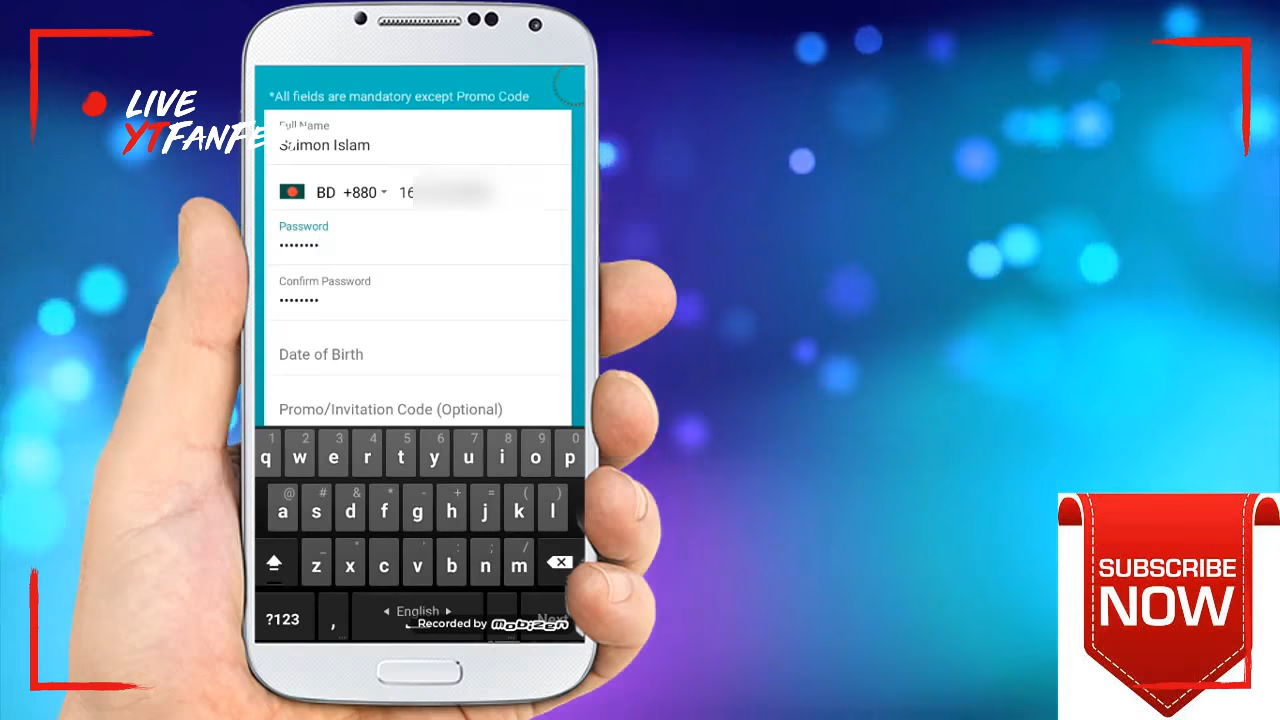 LIVE
YTFANFE
*All fields are mandatory except Promo Code
Full Name
Saimon Islam
BD +880 16
Password
••••••••
Confirm Password
••••••••
Date of Birth
Promo/Invitation Code (Optional)
1 2 3 4 5 6 7 8 9 0
q w e r t y u i o p
@ # & * - + = ( )
a s d f g h j k l
_ " ' : ; /
z x c v b n m
?123 , English Next
Recorded by Mobizen
SUBSCRIBE
NOW